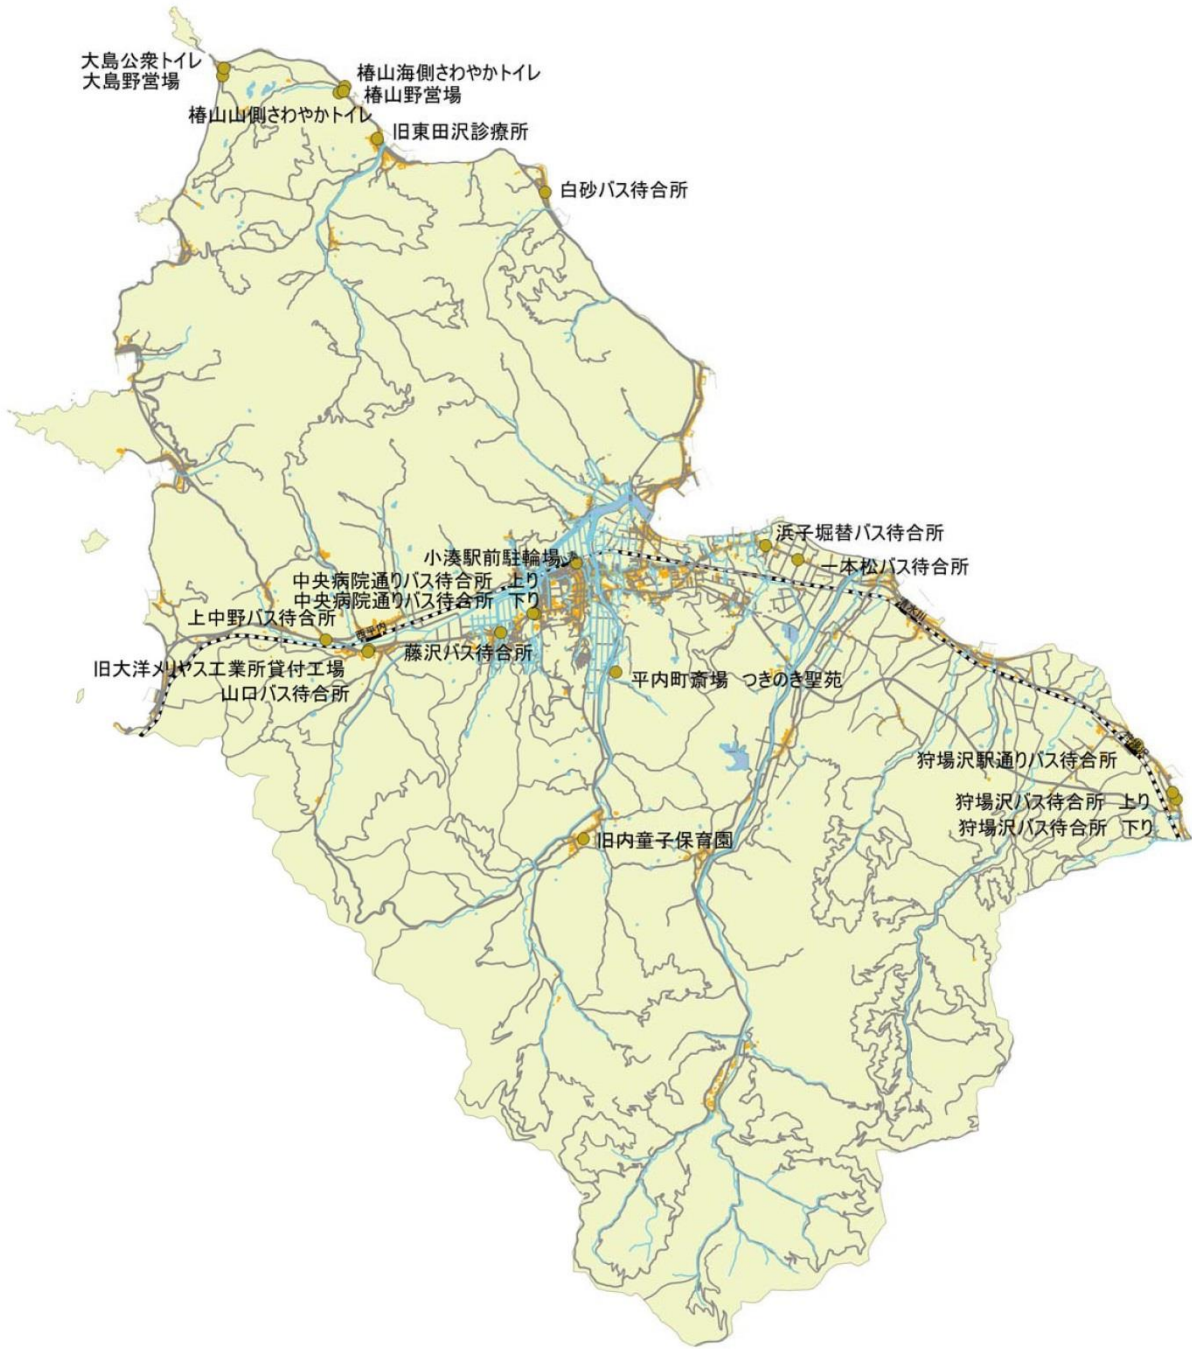 大島公衆トイレ
大島野営場
椿山海側さわやかトイレ
椿山野営場
椿山山側さわやかトイレ
旧東田沢診療所
白砂バス待合所
浜子堀替バス待合所
小湊駅前駐輪場
一本松バス待合所
中央病院通りバス待合所 上り
中央病院通りバス待合所 下り
上中野バス待合所
西平内
藤沢バス待合所
旧大洋メリヤス工業所貸付工場
平内町斎場 つきのき聖苑
山口バス待合所
狩場沢駅通りバス待合所
狩場沢バス待合所 上り
狩場沢バス待合所 下り
旧内童子保育園